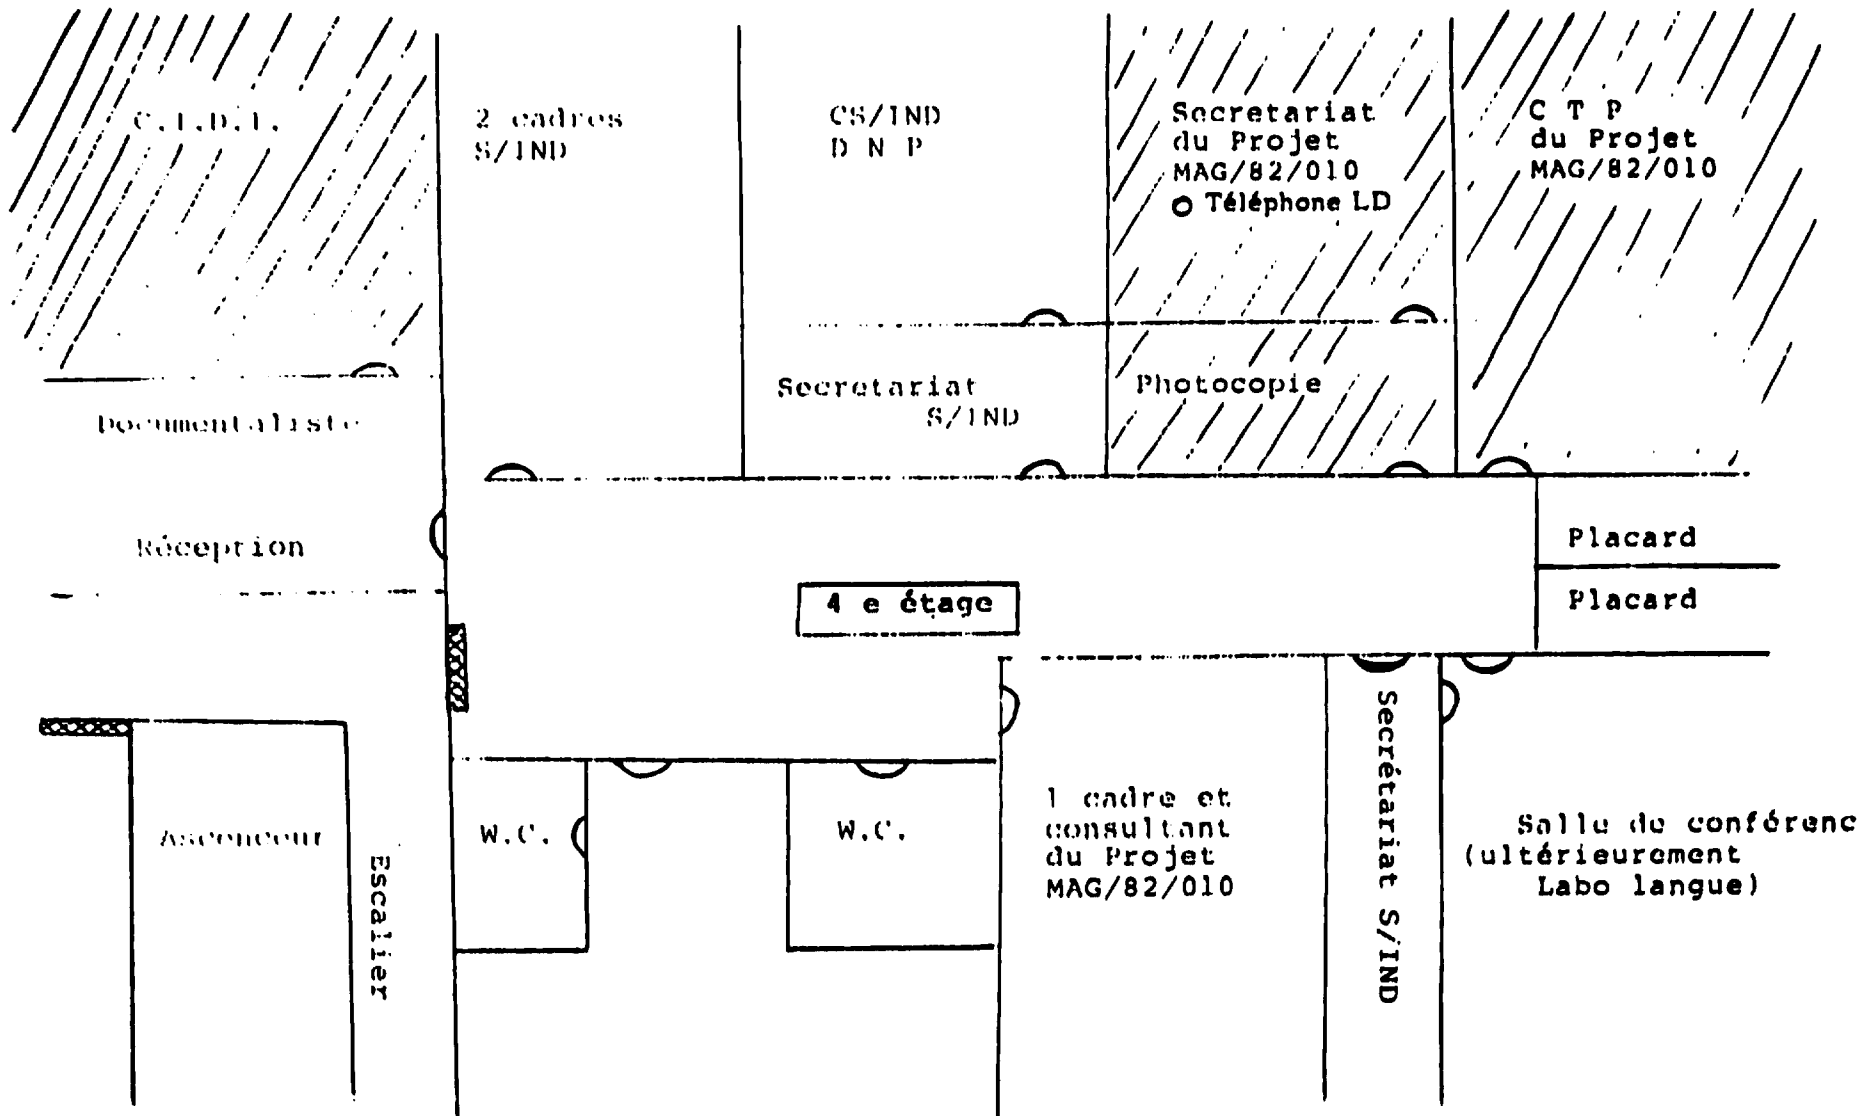 C.I.D.I.
2 cadres
S/IND
CS/IND
D N P
Secretariat
du Projet
MAG/82/010
Téléphone LD
C T P
du Projet
MAG/82/010
Documentaliste
Secretariat
S/IND
Photocopie
Réception
4 e étage
Placard
Placard
Ascenceur
Escalier
W.C.
W.C.
1 cadre et
consultant
du Projet
MAG/82/010
Secrétariat S/IND
Salle de conférenc
(ultérieurement
Labo langue)